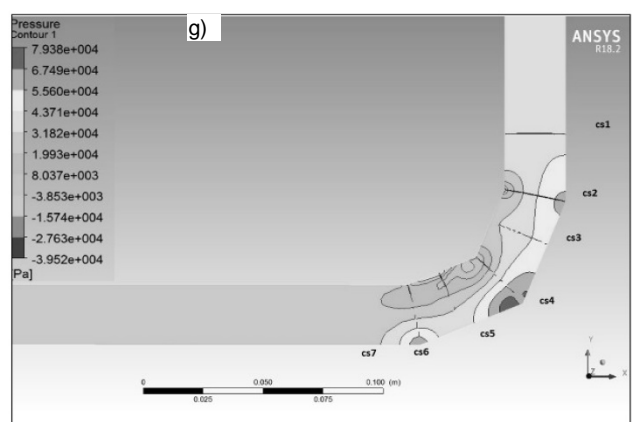 g)
Pressure
Contour 1
7.938e+004
6.749e+004
5.560e+004
4.371e+004
3.182e+004
1.993e+004
8.037e+003
-3.853e+003
-1.574e+004
-2.763e+004
-3.952e+004
[Pa]
ANSYS
R18.2
cs1
cs2
cs3
cs4
cs5
cs6
cs7
0 0.050 0.100 (m)
0.025 0.075
Y
Z X